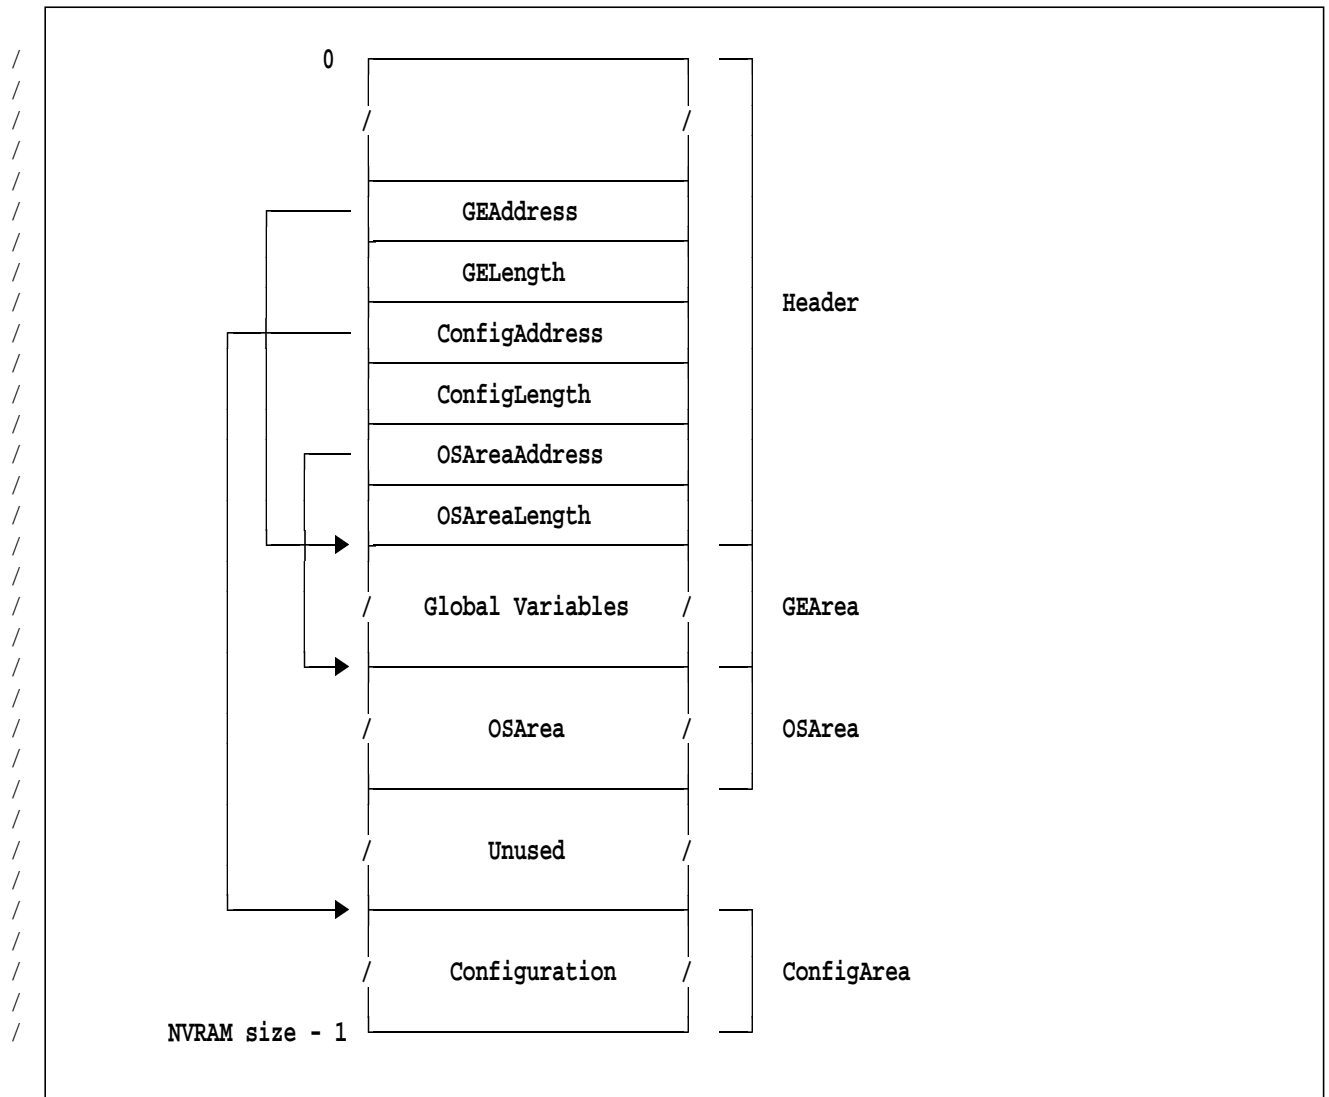 / 0
/
/ / /
/
/
/ GEAddress
/
/ GELength
/ Header
/ ConfigAddress
/
/ ConfigLength
/
/ OSAreaAddress
/
/ OSAreaLength
/
/
/ / Global Variables / GEArea
/
/
/
/ / OSArea / OSArea
/
/
/
/ / Unused /
/
/
/
/ / Configuration / ConfigArea
/
/ NVRAM size - 1